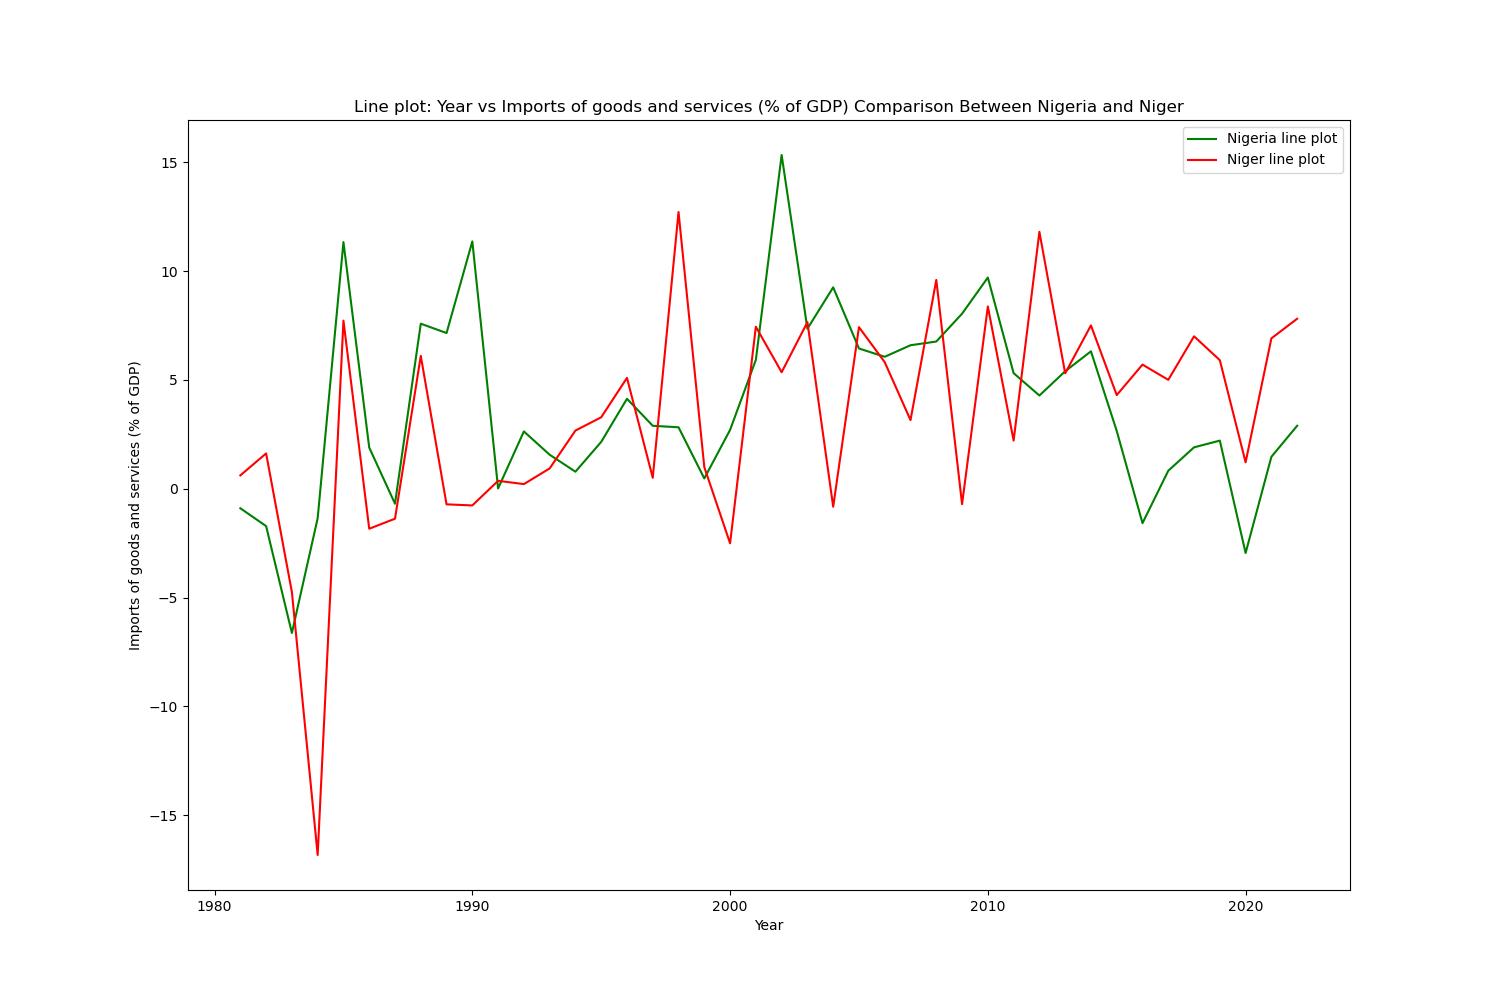 Line plot: Year vs Imports of goods and services (% of GDP) Comparison Between Nigeria and Niger
Nigeria line plot
Niger line plot
Imports of goods and services (% of GDP)
15
10
5
0
−5
−10
−15
1980
1990
2000
2010
2020
Year